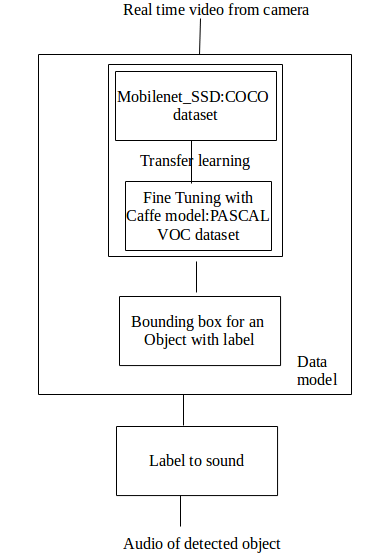 Real time video from camera
Mobilenet_SSD:COCO
dataset
Transfer learning
Fine Tuning with
Caffe model:PASCAL
VOC dataset
Bounding box for an
Object with label
Data
model
Label to sound
Audio of detected object